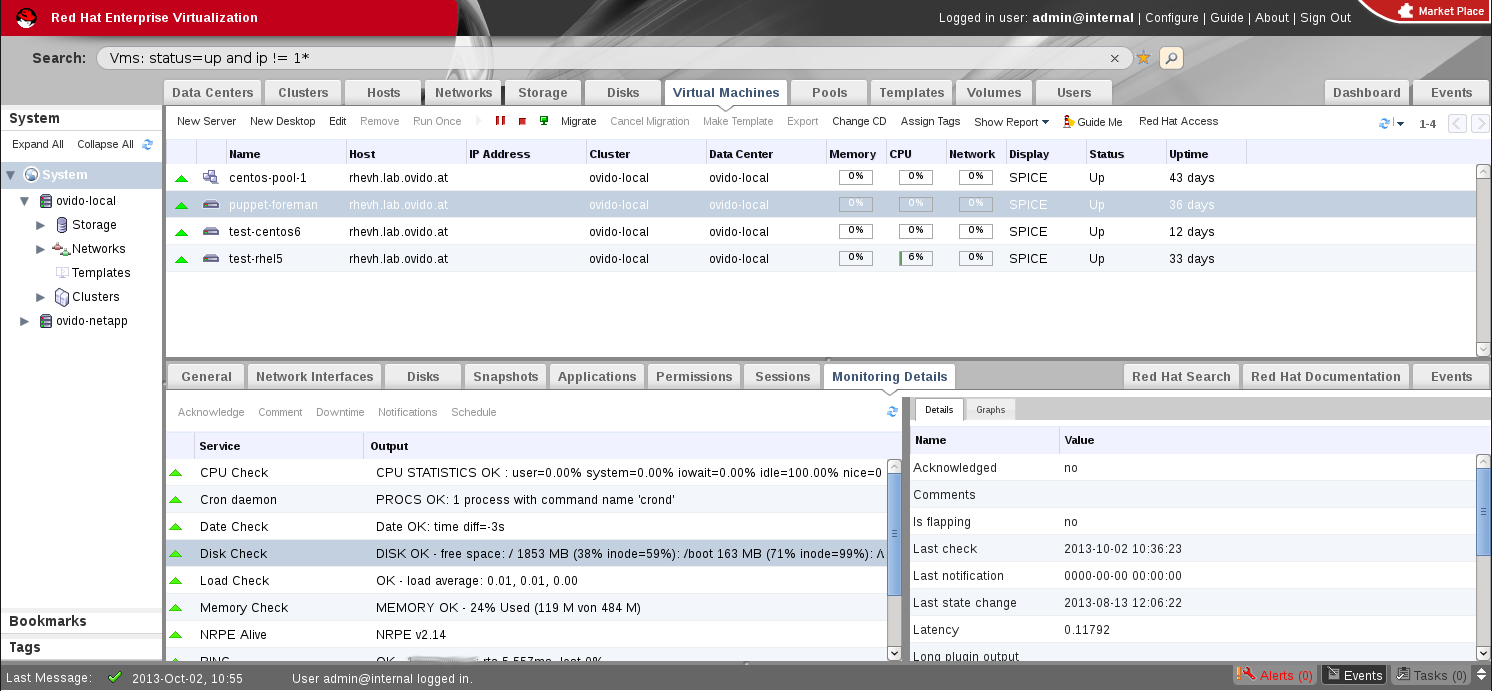 Red Hat Enterprise Virtualization
Logged in user: admin@internal | Configure | Guide | About | Sign Out
Market Place
Search: Vms: status=up and ip != 1*
Data Centers Clusters Hosts Networks Storage Disks Virtual Machines Pools Templates Volumes Users Dashboard Events
System
Expand All Collapse All
System
ovido-local
Storage
Networks
Templates
Clusters
ovido-netapp
Bookmarks
Tags
New Server New Desktop Edit Remove Run Once Migrate Cancel Migration Make Template Export Change CD Assign Tags Show Report Guide Me Red Hat Access 1-4
Name Host IP Address Cluster Data Center Memory CPU Network Display Status Uptime
centos-pool-1 rhevh.lab.ovido.at ovido-local ovido-local 0% 0% 0% SPICE Up 43 days
puppet-foreman rhevh.lab.ovido.at ovido-local ovido-local 0% 0% 0% SPICE Up 36 days
test-centos6 rhevh.lab.ovido.at ovido-local ovido-local 0% 0% 0% SPICE Up 12 days
test-rhel5 rhevh.lab.ovido.at ovido-local ovido-local 0% 6% 0% SPICE Up 33 days
General Network Interfaces Disks Snapshots Applications Permissions Sessions Monitoring Details Red Hat Search Red Hat Documentation Events
Acknowledge Comment Downtime Notifications Schedule
Service Output
CPU Check CPU STATISTICS OK : user=0.00% system=0.00% iowait=0.00% idle=100.00% nice=0
Cron daemon PROCS OK: 1 process with command name 'crond'
Date Check Date OK: time diff=-3s
Disk Check DISK OK - free space: / 1853 MB (38% inode=59%): /boot 163 MB (71% inode=99%):
Load Check OK - load average: 0.01, 0.01, 0.00
Memory Check MEMORY OK - 24% Used (119 M von 484 M)
NRPE Alive NRPE v2.14
PING OK - rta 5.557ms, lost 0%
Details Graphs
Name Value
Acknowledged no
Comments
Is flapping no
Last check 2013-10-02 10:36:23
Last notification 0000-00-00 00:00:00
Last state change 2013-08-13 12:06:22
Latency 0.11792
Long plugin output
Last Message: 2013-Oct-02, 10:55 User admin@internal logged in. Alerts (0) Events Tasks (0)